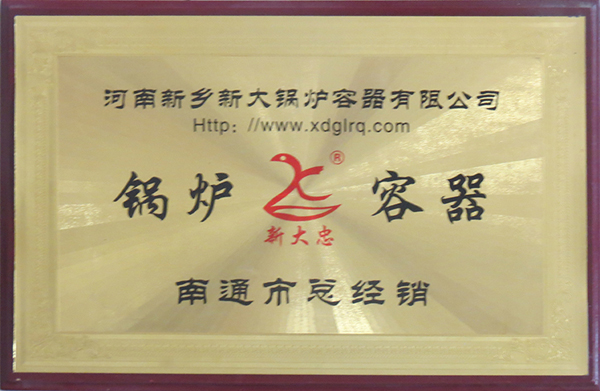 河南新乡新大锅炉容器有限公司
Http：//www.xdglrq.com
锅炉 ® 容器
新大忠
南通市总经销